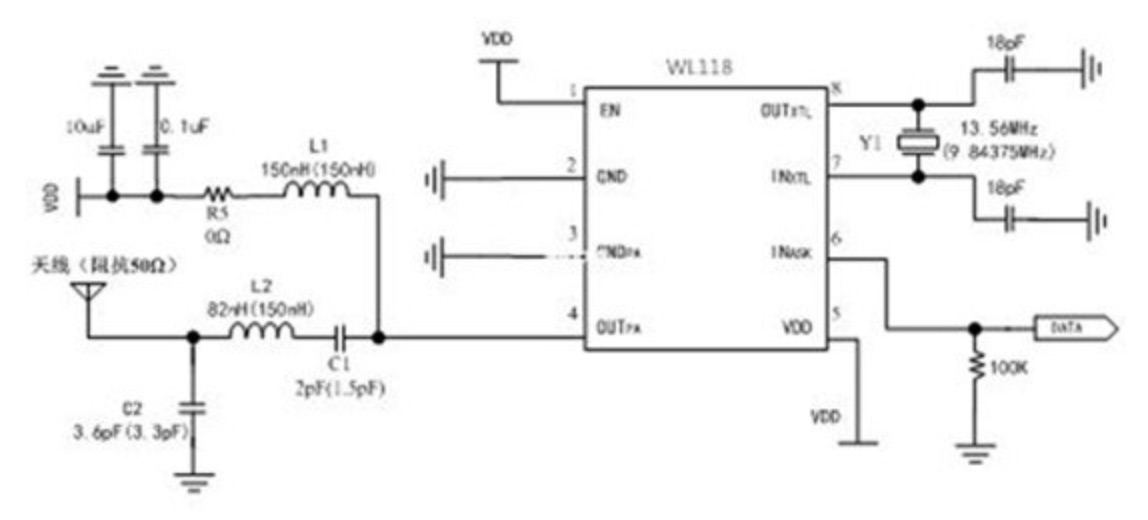 VDD
WL118
18pF
10uF
0.1uF
1
EN
8
OUTXTL
L1
150nH(150nH)
Y1
13.56MHz
(9.84375MHz)
VDD
R5
0Ω
2
GND
7
INXTL
18pF
3
GNDPA
6
INASK
天线（阻抗50Ω）
L2
82nH(150nH)
4
OUTPA
5
VDD
DATA
C1
2pF(1.5pF)
100K
C2
3.6pF(3.3pF)
VDD